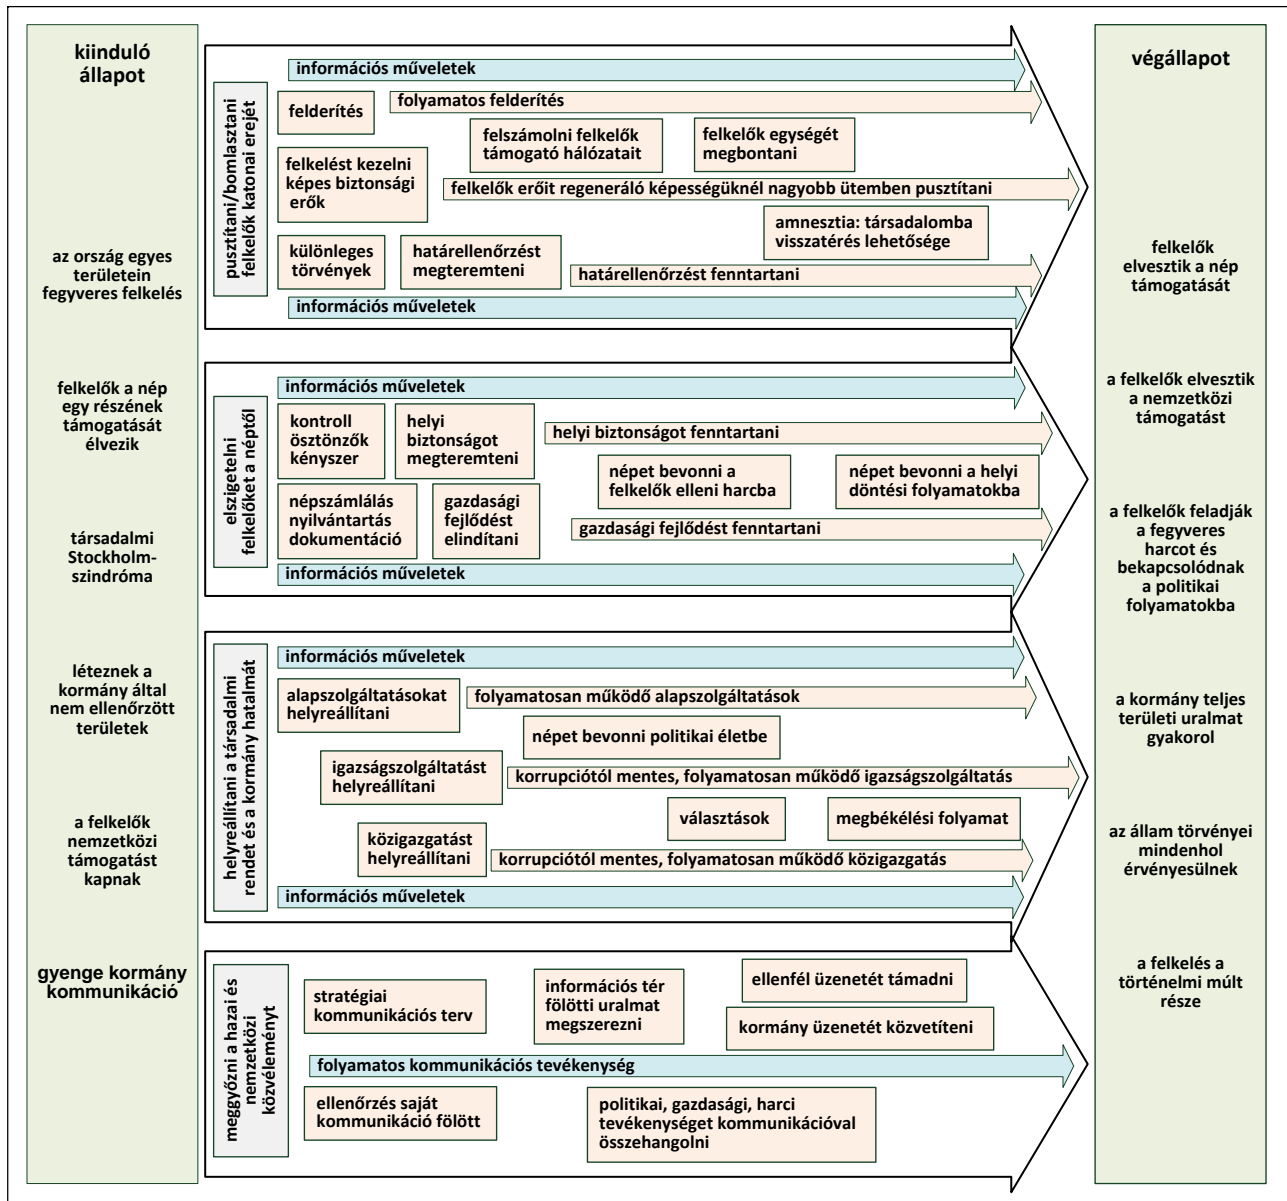 kiinduló
állapot
az ország egyes
területein
fegyveres felkelés
felkelők a nép
egy részének
támogatását
élvezik
társadalmi
Stockholm-
szindróma
léteznek a
kormány által
nem ellenőrzött
területek
a felkelők
nemzetközi
támogatást
kapnak
gyenge kormány
kommunikáció
pusztítani/bomlasztani
felkelők katonai erejét
információs műveletek
felderítés
folyamatos felderítés
felszámolni felkelők
támogató hálózatait
felkelők egységét
megbontani
felkelést kezelni
képes biztonsági
erők
felkelők erőit regeneráló képességüknél nagyobb ütemben pusztítani
amnesztia: társadalomba
visszatérés lehetősége
különleges
törvények
határellenőrzést
megteremteni
határellenőrzést fenntartani
információs műveletek
elszigetelni
felkelőket a néptől
információs műveletek
kontroll
ösztönzők
kényszer
helyi
biztonságot
megteremteni
helyi biztonságot fenntartani
népet bevonni a
felkelők elleni harcba
népet bevonni a helyi
döntési folyamatokba
népszámlálás
nyilvántartás
dokumentáció
gazdasági
fejlődést
elindítani
gazdasági fejlődést fenntartani
információs műveletek
helyreállítani a társadalmi
rendet és a kormány hatalmát
információs műveletek
alapszolgáltatásokat
helyreállítani
folyamatosan működő alapszolgáltatások
népet bevonni politikai életbe
igazságszolgáltatást
helyreállítani
korrupciótól mentes, folyamatosan működő igazságszolgáltatás
választások
megbékélési folyamat
közigazgatást
helyreállítani
korrupciótól mentes, folyamatosan működő közigazgatás
információs műveletek
meggyőzni a hazai és
nemzetközi
közvéleményt
stratégiai
kommunikációs terv
információs tér
fölötti uralmat
megszerezni
ellenfél üzenetét támadni
kormány üzenetét közvetíteni
folyamatos kommunikációs tevékenység
ellenőrzés saját
kommunikáció fölött
politikai, gazdasági, harci
tevékenységet kommunikációval
összehangolni
végállapot
felkelők
elvesztik a nép
támogatását
a felkelők elvesztik
a nemzetközi
támogatást
a felkelők feladják
a fegyveres
harcot és
bekapcsolódnak
a politikai
folyamatokba
a kormány teljes
területi uralmat
gyakorol
az állam törvényei
mindenhol
érvényesülnek
a felkelés a
történelmi múlt
része